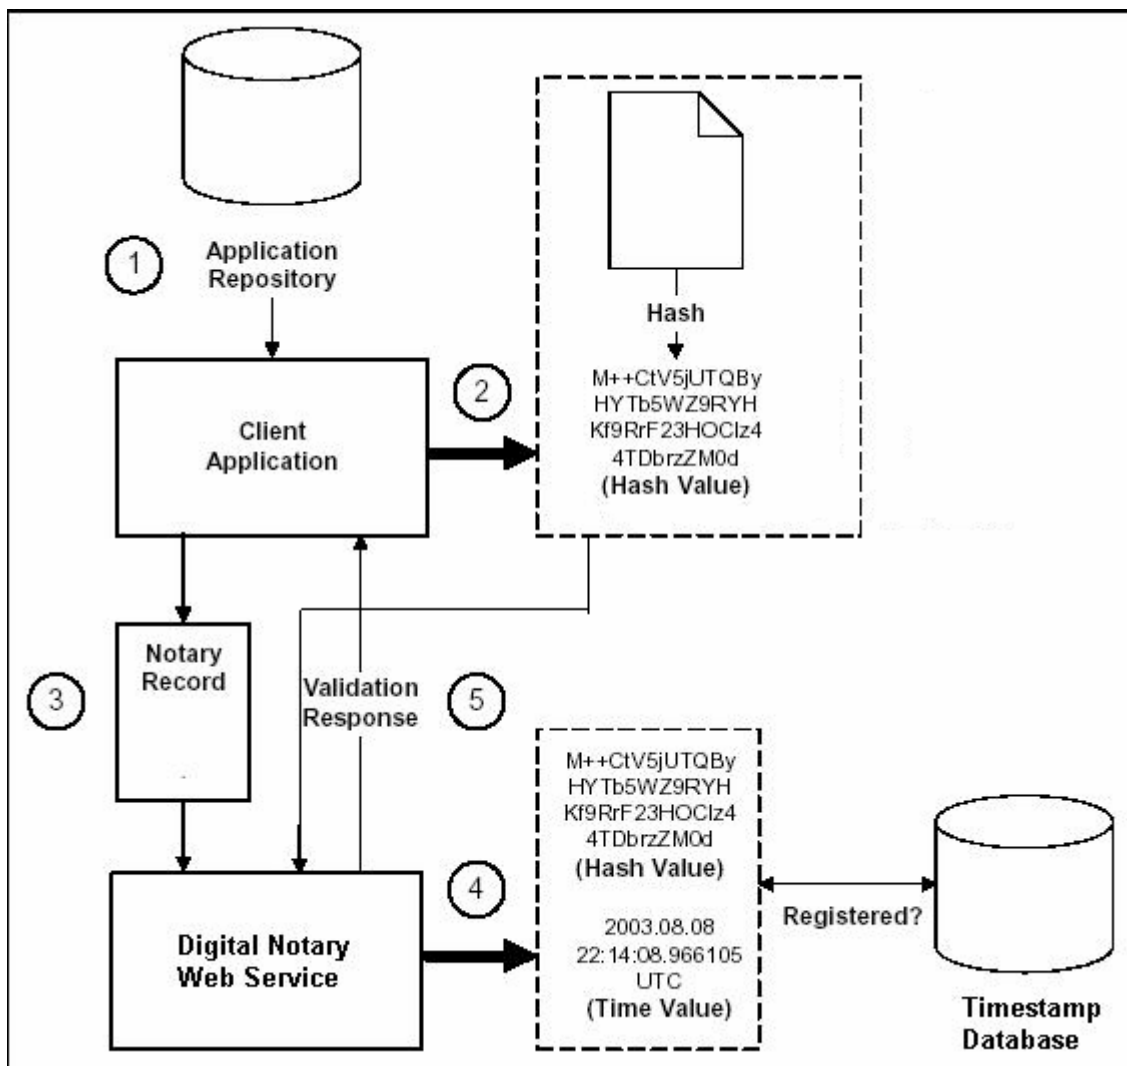 1
Application
Repository
Client
Application
2
Hash
M++CtV5jUTQBy
HYTb5WZ9RYH
Kf9RrF23HOCIz4
4TDbrzZM0d
(Hash Value)
3
Notary
Record
Validation
Response
5
Digital Notary
Web Service
4
M++CtV5jUTQBy
HYTb5WZ9RYH
Kf9RrF23HOCIz4
4TDbrzZM0d
(Hash Value)
2003.08.08
22:14:08.966105
UTC
(Time Value)
Registered?
Timestamp
Database